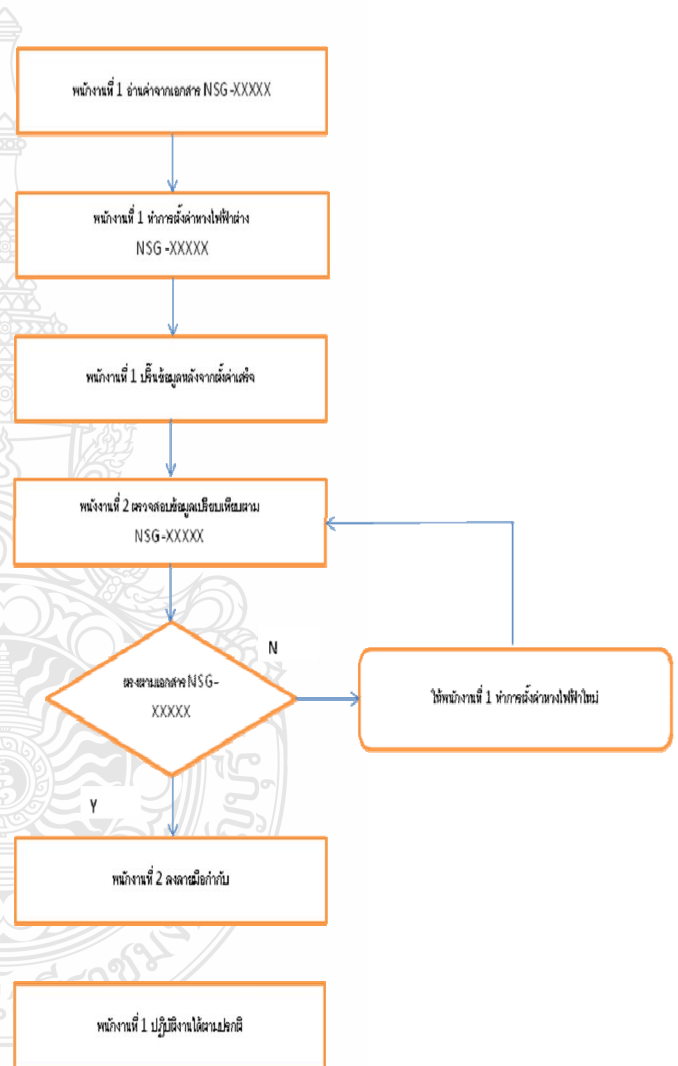 พนักงานที่ 1 อ่านค่าจากเอกสาร NSG-XXXXX
พนักงานที่ 1 ทำการตั้งค่าทางไฟฟ้าต่าง
NSG -XXXXX
พนักงานที่ 1 ปริ๊นข้อมูลหลังจากตั้งค่าเสร็จ
พนังงานที่ 2 ตรวจสอบข้อมูลเปรียบเทียบตาม
NSG-XXXXX
N
ตรงตามเอกสาร NSG-
XXXXX
ให้พนักงานที่ 1 ทำการตั้งค่าทางไฟฟ้าใหม่
Y
พนักงานที่ 2 ลงลายมือกำกับ
พนักงานที่ 1 ปฏิบัติงานได้ตามปรกติ